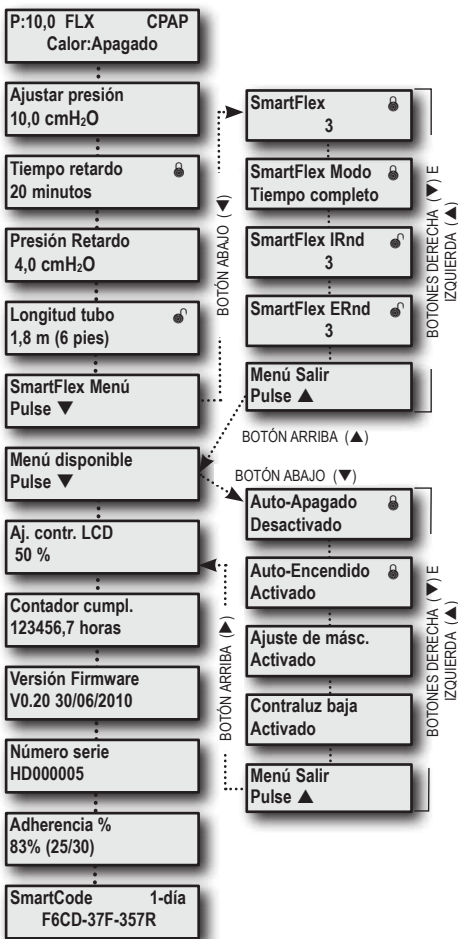 P:10,0 FLX CPAP
Calor:Apagado
Ajustar presión
10,0 cmH₂O
Tiempo retardo
20 minutos
Presión Retardo
4,0 cmH₂O
Longitud tubo
1,8 m (6 pies)
SmartFlex Menú
Pulse ▼
Menú disponible
Pulse ▼
Aj. contr. LCD
50 %
Contador cumpl.
123456,7 horas
Versión Firmware
V0.20 30/06/2010
Número serie
HD000005
Adherencia %
83% (25/30)
SmartCode 1-día
F6CD-37F-357R
BOTÓN ABAJO (▼)
SmartFlex
3
SmartFlex Modo
Tiempo completo
SmartFlex IRnd
3
SmartFlex ERnd
3
Menú Salir
Pulse ▲
BOTONES DERECHA (▼) E
IZQUIERDA (▲)
BOTÓN ARRIBA (▲)
BOTÓN ABAJO (▼)
Auto-Apagado
Desactivado
Auto-Encendido
Activado
Ajuste de másc.
Activado
Contraluz baja
Activado
Menú Salir
Pulse ▲
BOTONES DERECHA (▼) E
IZQUIERDA (▲)
BOTÓN ARRIBA (▲)